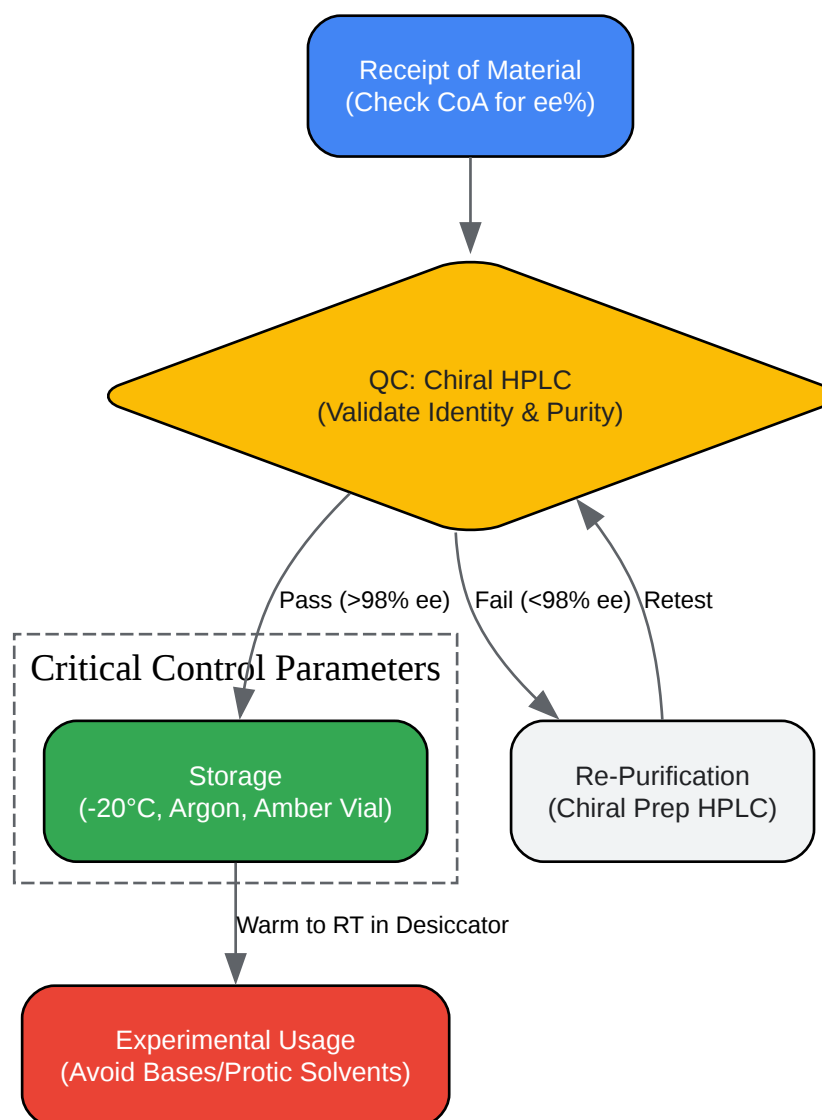 Receipt of Material
(Check CoA for ee%)
QC: Chiral HPLC
(Validate Identity & Purity)
Pass (>98% ee)
Fail (<98% ee)
Retest
Critical Control Parameters
Storage
(-20°C, Argon, Amber Vial)
Re-Purification
(Chiral Prep HPLC)
Warm to RT in Desiccator
Experimental Usage
(Avoid Bases/Protic Solvents)